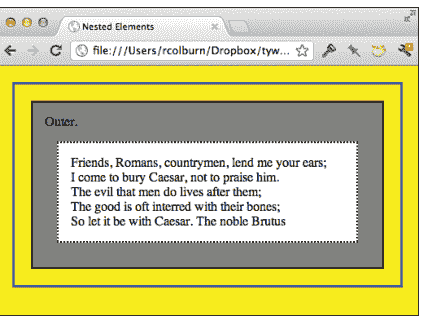 Nested Elements
file:///Users/rcolburn/Dropbox/tyw...
Outer.
Friends, Romans, countrymen, lend me your ears;
I come to bury Caesar, not to praise him.
The evil that men do lives after them;
The good is oft interred with their bones;
So let it be with Caesar. The noble Brutus